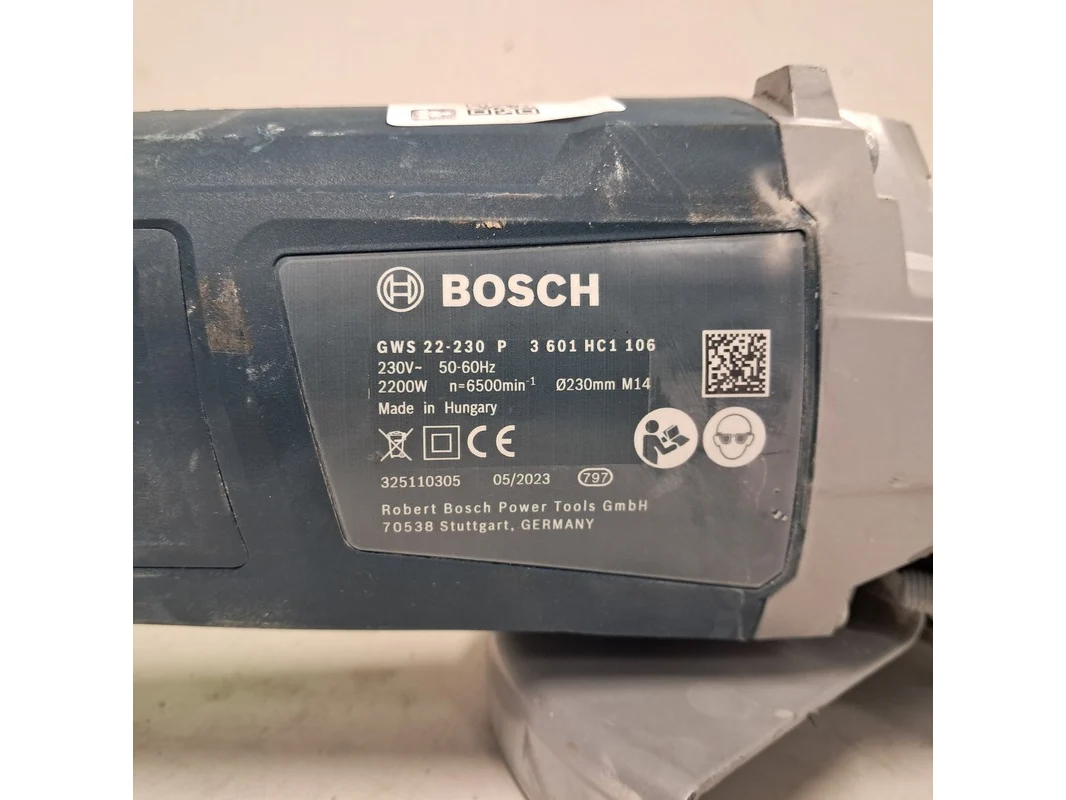 BOSCH
GWS 22-230 P 3 601 HC1 106
230V~ 50-60Hz
2200W n=6500min⁻¹ Ø230mm M14
Made in Hungary
CE
325110305 05/2023 797
Robert Bosch Power Tools GmbH
70538 Stuttgart, GERMANY